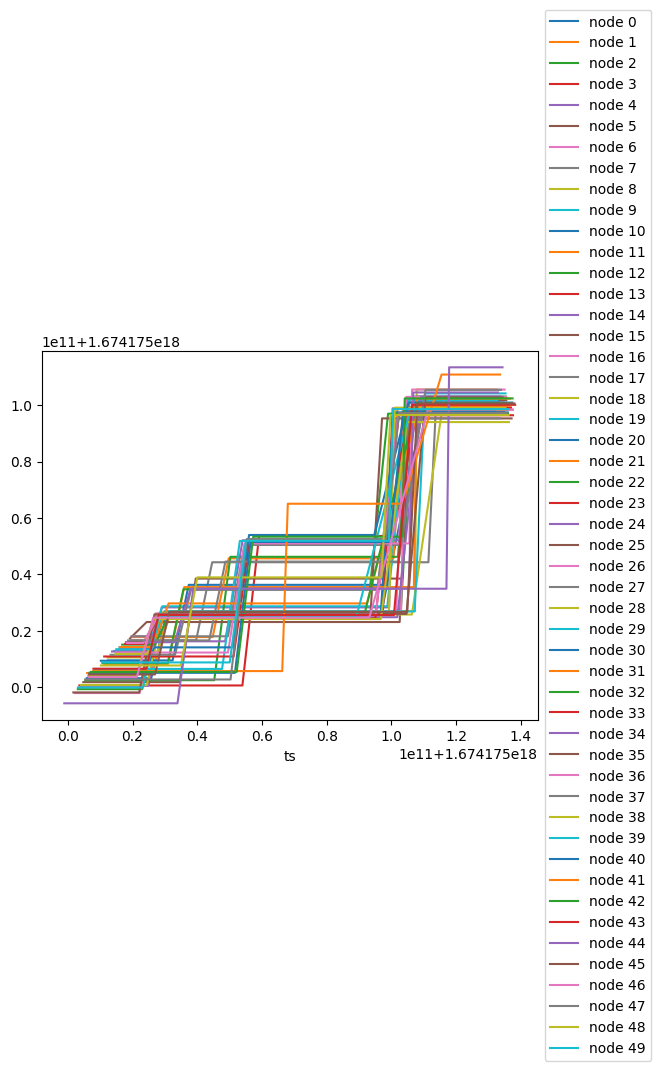 1e11+1.674175e18
1.0
0.8
0.6
0.4
0.2
0.0
0.0 0.2 0.4 0.6 0.8 1.0 1.2 1.4
1e11+1.674175e18
ts
node 0
node 1
node 2
node 3
node 4
node 5
node 6
node 7
node 8
node 9
node 10
node 11
node 12
node 13
node 14
node 15
node 16
node 17
node 18
node 19
node 20
node 21
node 22
node 23
node 24
node 25
node 26
node 27
node 28
node 29
node 30
node 31
node 32
node 33
node 34
node 35
node 36
node 37
node 38
node 39
node 40
node 41
node 42
node 43
node 44
node 45
node 46
node 47
node 48
node 49